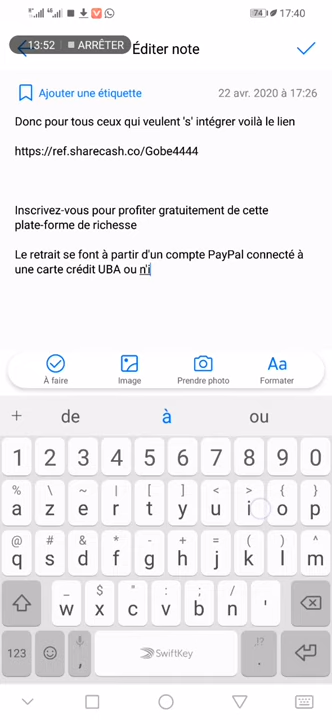 17:40
74
13:52 ARRÊTER
Éditer note
Ajouter une étiquette
22 avr. 2020 à 17:26
Donc pour tous ceux qui veulent 's' intégrer voilà le lien
https://ref.sharecash.co/Gobe4444
Inscrivez-vous pour profiter gratuitement de cette
plate-forme de richesse
Le retrait se font à partir d'un compte PayPal connecté à
une carte crédit UBA ou n'i
À faire
Image
Prendre photo
Aa
Formater
+ de à ou
1 2 3 4 5 6 7 8 9 0
% \ ~ | [ ] < > { }
a z e r t y u i o p
@ # & * - + = ( )
q s d f g h j k l m
_ $ " : ; /
w x c v b n '
123 , SwiftKey ,!? .